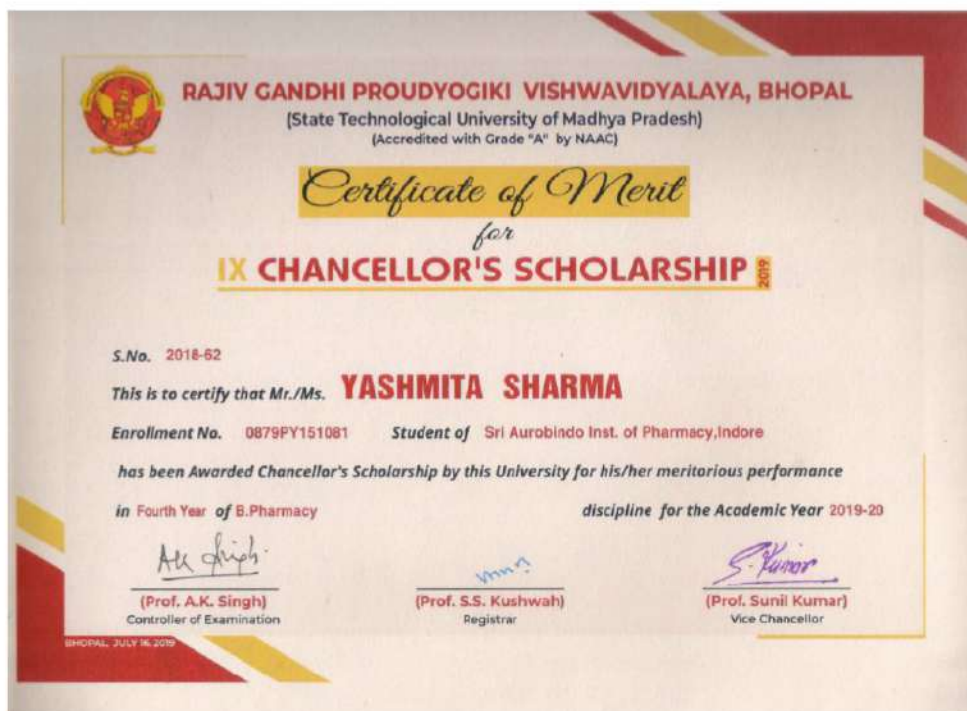 RAJIV GANDHI PROUDYOGIKI VISHWAVIDYALAYA, BHOPAL
(State Technological University of Madhya Pradesh)
(Accredited with Grade "A" by NAAC)
Certificate of Merit
for
IX CHANCELLOR'S SCHOLARSHIP 2019
S.No. 2018-62
This is to certify that Mr./Ms. YASHMITA SHARMA
Enrollment No. 0879PY151081 Student of Sri Aurobindo Inst. of Pharmacy,Indore
has been Awarded Chancellor's Scholarship by this University for his/her meritorious performance
in Fourth Year of B.Pharmacy discipline for the Academic Year 2019-20
AK Singh S. Kumar
(Prof. A.K. Singh) (Prof. S.S. Kushwah) (Prof. Sunil Kumar)
Controller of Examination Registrar Vice Chancellor
BHOPAL, JULY 16, 2019